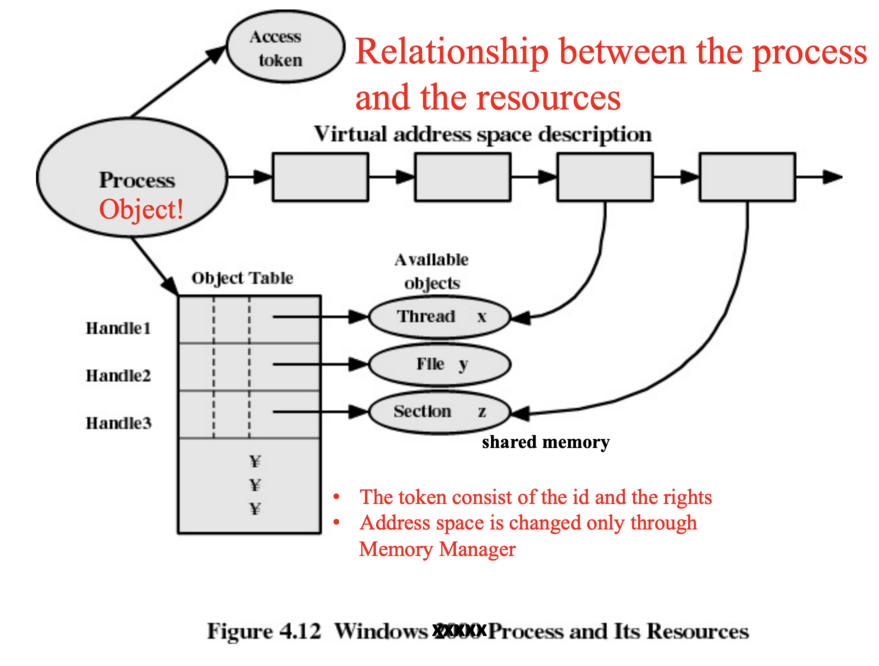 Access
token
Relationship between the process
and the resources
Virtual address space description
Process
Object!
Object Table
Available
objects
Handle1
Thread x
Handle2
File y
Handle3
Section z
shared memory
¥
¥
¥
• The token consist of the id and the rights
• Address space is changed only through
Memory Manager
Figure 4.12 Windows XXXXX Process and Its Resources